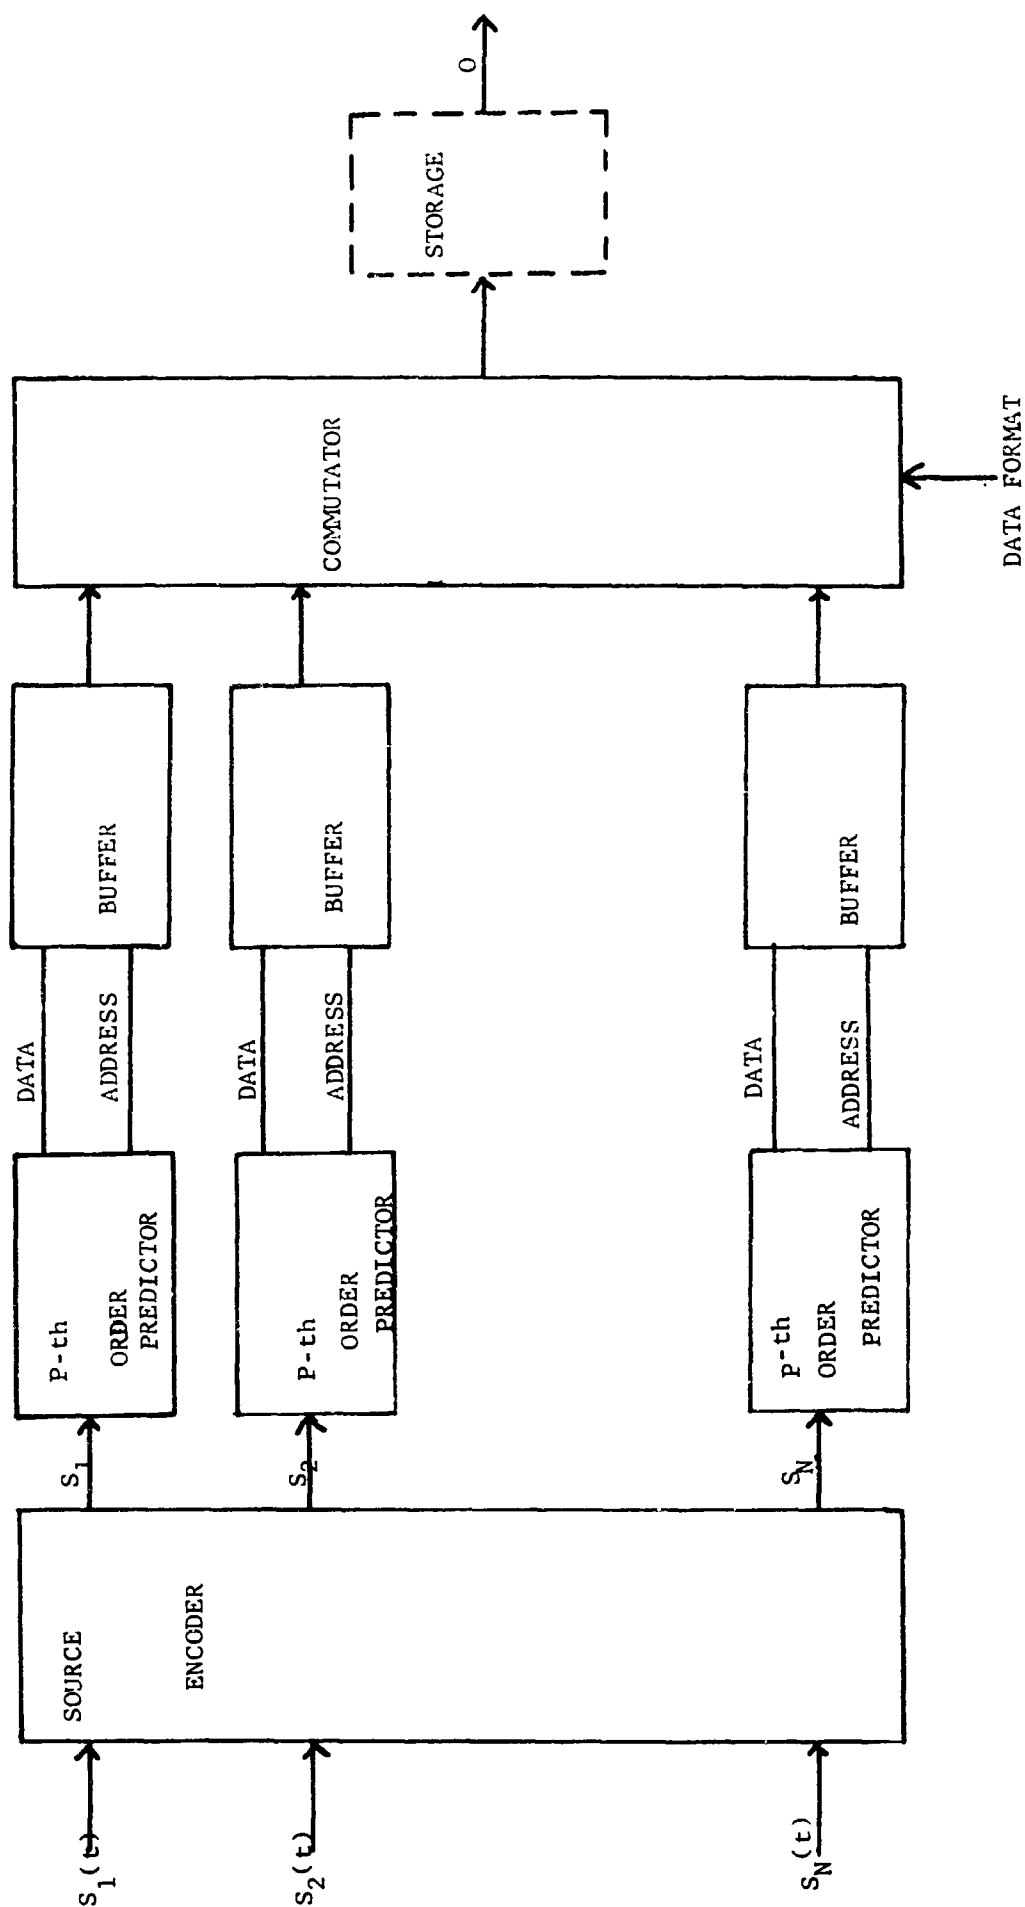 S1(t)
S2(t)
SN(t)
SOURCE
ENCODER
S1
S2
SN
P-th
ORDER
PREDICTOR
P-th
ORDER
PREDICTOR
P-th
ORDER
PREDICTOR
DATA
ADDRESS
DATA
ADDRESS
DATA
ADDRESS
BUFFER
BUFFER
BUFFER
COMMUTATOR
DATA FORMAT
STORAGE
O